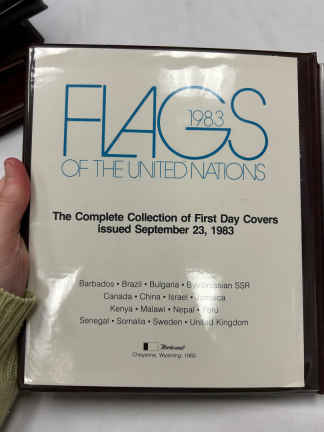 FLAGS
1983
OF THE UNITED NATIONS
The Complete Collection of First Day Covers
issued September 23, 1983
Barbados • Brazil • Bulgaria • Byelorussian SSR
Canada • China • Israel • Jamaica
Kenya • Malawi • Nepal • Peru
Senegal • Somalia • Sweden • United Kingdom
Fleetwood
Cheyenne, Wyoming